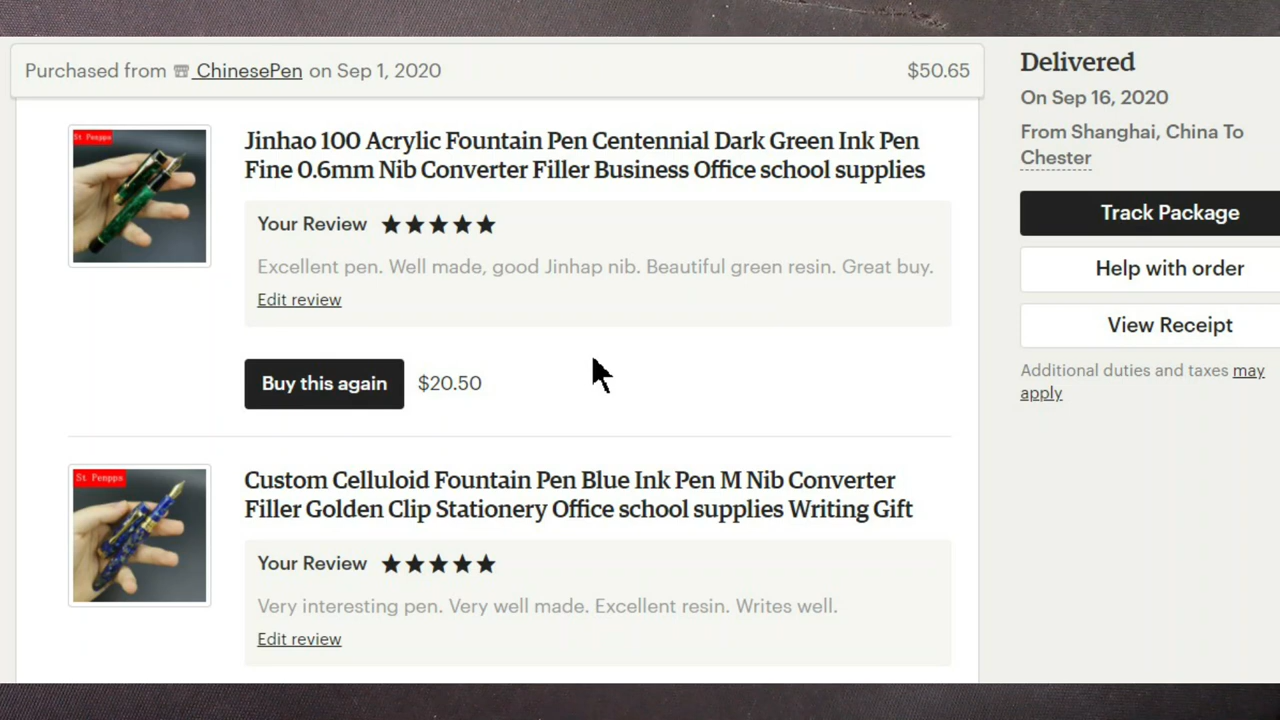 Purchased from ChinesePen on Sep 1, 2020
$50.65
St Penppa
Jinhao 100 Acrylic Fountain Pen Centennial Dark Green Ink Pen
Fine 0.6mm Nib Converter Filler Business Office school supplies
Your Review ★★★★★
Excellent pen. Well made, good Jinhap nib. Beautiful green resin. Great buy.
Edit review
Buy this again $20.50
St Penppa
Custom Celluloid Fountain Pen Blue Ink Pen M Nib Converter
Filler Golden Clip Stationery Office school supplies Writing Gift
Your Review ★★★★★
Very interesting pen. Very well made. Excellent resin. Writes well.
Edit review
Delivered
On Sep 16, 2020
From Shanghai, China To
Chester
Track Package
Help with order
View Receipt
Additional duties and taxes may
apply